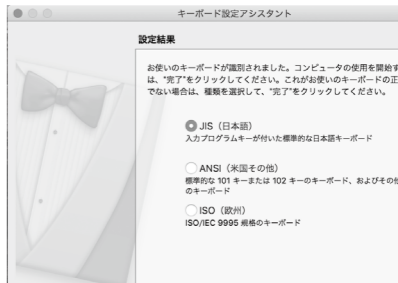 キーボード設定アシスタント
設定結果
お使いのキーボードが識別されました。コンピュータの使用を開始す
は、"完了"をクリックしてください。これがお使いのキーボードの正
でない場合は、種類を選択して、"完了"をクリックしてください。
JIS（日本語）
入力プログラムキーが付いた標準的な日本語キーボード
ANSI（米国その他）
標準的な 101 キーまたは 102 キーのキーボード、およびその他
のキーボード
ISO（欧州）
ISO/IEC 9995 規格のキーボード